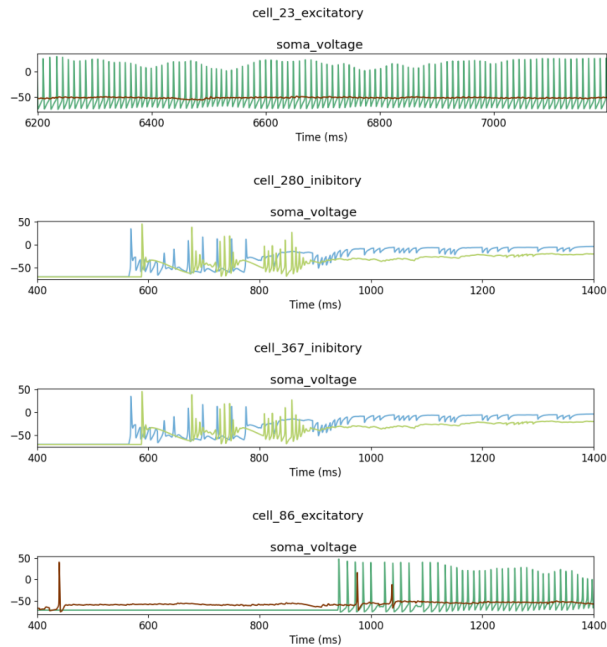 cell_23_excitatory
soma_voltage
0
−50
6200 6400 6600 6800 7000
Time (ms)
cell_280_inibitory
soma_voltage
50
0
−50
400 600 800 1000 1200 1400
Time (ms)
cell_367_inibitory
soma_voltage
50
0
−50
400 600 800 1000 1200 1400
Time (ms)
cell_86_excitatory
soma_voltage
50
0
−50
400 600 800 1000 1200 1400
Time (ms)